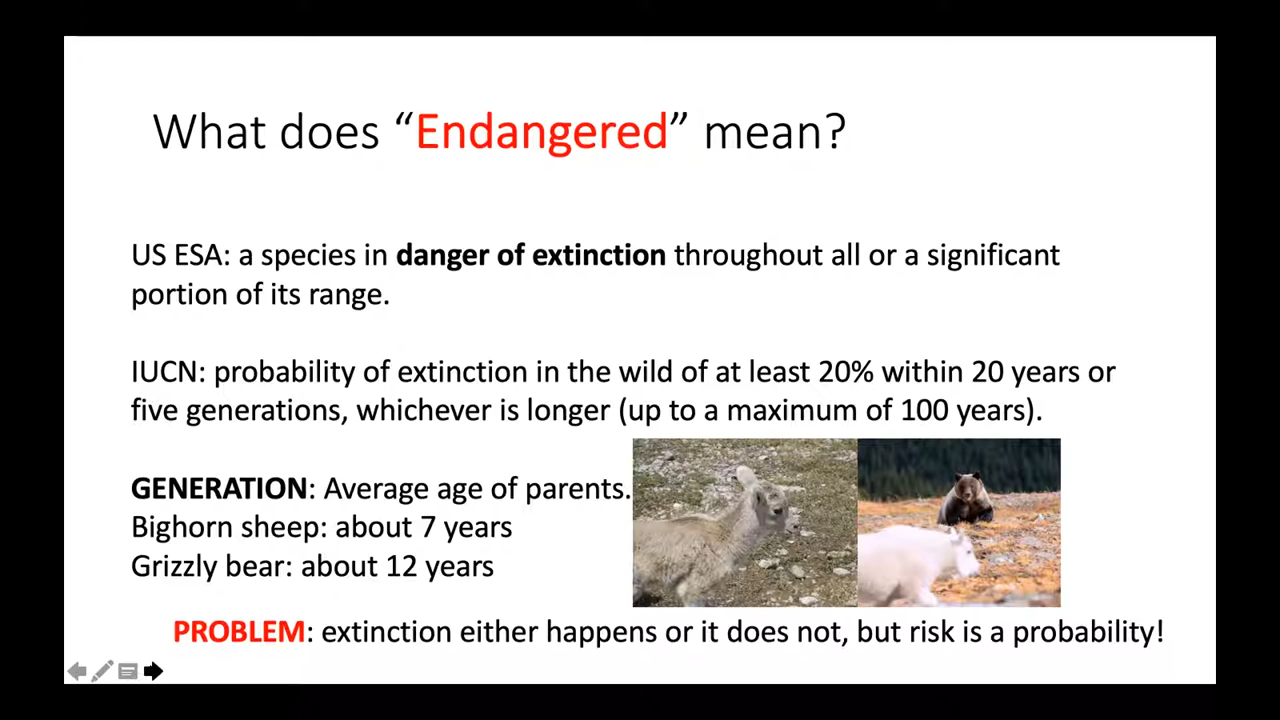 What does “Endangered” mean?
US ESA: a species in danger of extinction throughout all or a significant
portion of its range.
IUCN: probability of extinction in the wild of at least 20% within 20 years or
five generations, whichever is longer (up to a maximum of 100 years).
GENERATION: Average age of parents.
Bighorn sheep: about 7 years
Grizzly bear: about 12 years
PROBLEM: extinction either happens or it does not, but risk is a probability!